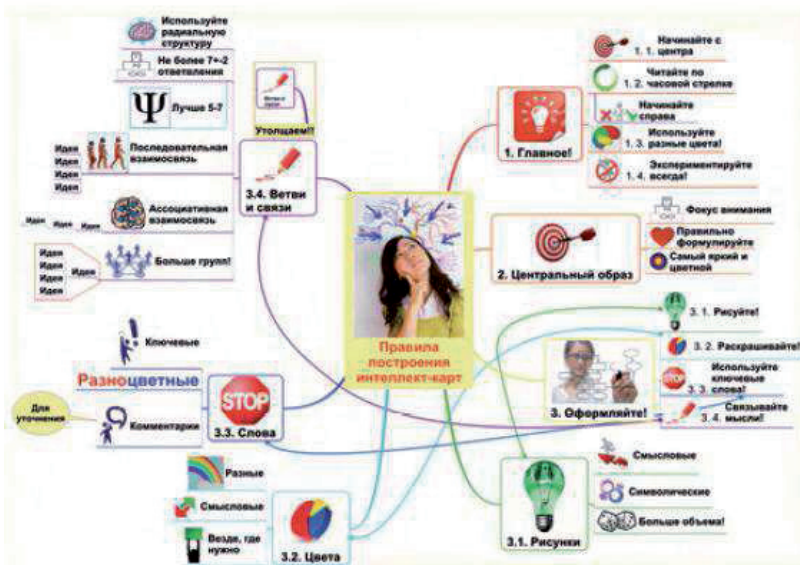 Правила
построения
интеллект-карт
1. Главное!
Начинайте с
1. 1. центра
Читайте по
1. 2. часовой стрелке
Начинайте
справа
Используйте
1. 3. разные цвета!
Экспериментируйте
1. 4. всегда!
2. Центральный образ
Фокус внимания
Правильно
формулируйте
Самый яркий и
цветной
3. Оформляйте!
3. 1. Рисуйте!
3. 2. Раскрашивайте!
Используйте
ключевые
3. 3. слова!
Связывайте
3. 4. мысли!
3.1. Рисунки
Смысловые
Символические
Больше объема!
3.2. Цвета
Разные
Смысловые
Везде, где
нужно
STOP
3.3. Слова
Ключевые
Разноцветные
Комментарии
Для
уточнения
3.4. Ветви
и связи
Утолщаем!!
Используйте
радиальную
структуру
Не более 7+-2
ответвления
Ψ
Лучше 5-7
Последовательная
взаимосвязь
Идея
Идея
Идея
Идея
Ассоциативная
взаимосвязь
Идея
Идея
Идея
Больше групп!
Идея
Идея
Идея
Идея
Идея
STOP